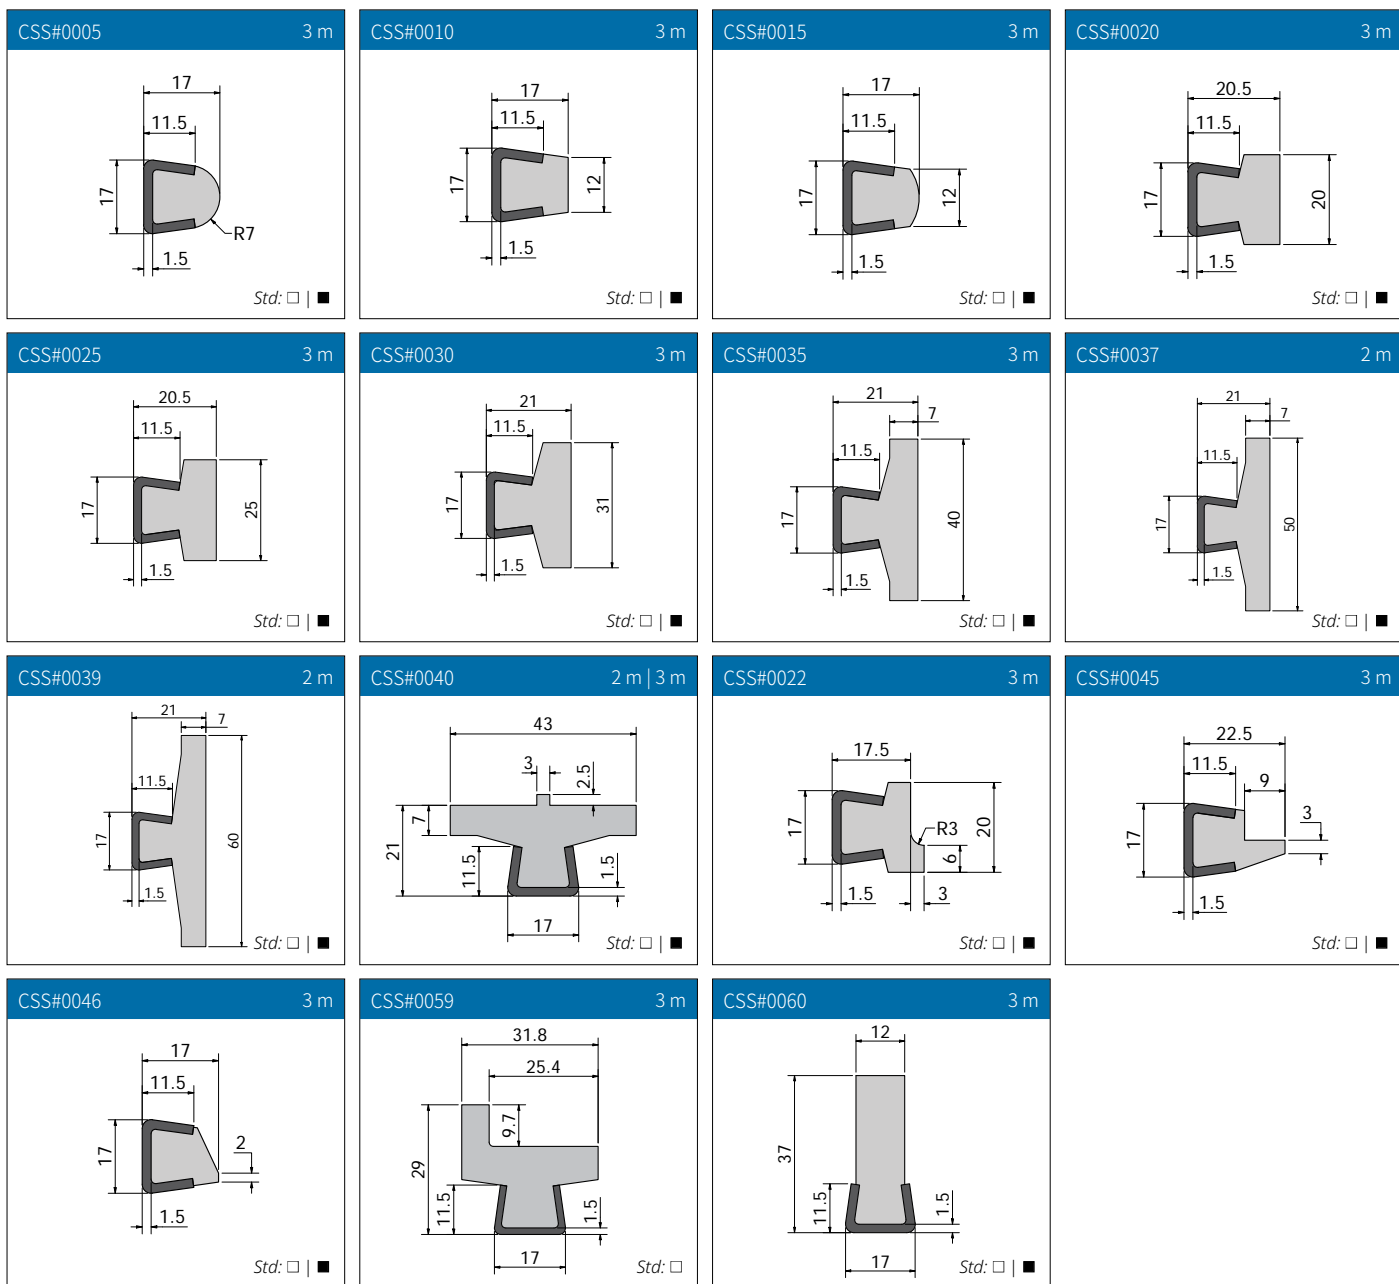 CSS#0005 3 m
17
11.5
17
R7
1.5
Std: □ | ■
CSS#0010 3 m
17
11.5
17
12
1.5
Std: □ | ■
CSS#0015 3 m
17
11.5
17
12
1.5
Std: □ | ■
CSS#0020 3 m
20.5
11.5
17
20
1.5
Std: □ | ■
CSS#0025 3 m
20.5
11.5
17
25
1.5
Std: □ | ■
CSS#0030 3 m
21
11.5
17
31
1.5
Std: □ | ■
CSS#0035 3 m
21
7
11.5
17
40
1.5
Std: □ | ■
CSS#0037 2 m
21
7
11.5
17
50
1.5
Std: □ | ■
CSS#0039 2 m
21
7
11.5
17
60
1.5
Std: □ | ■
CSS#0040 2 m | 3 m
43
3
2.5
7
21
11.5
1.5
17
Std: □ | ■
CSS#0022 3 m
17.5
17
R3
20
6
1.5
3
Std: □ | ■
CSS#0045 3 m
22.5
11.5
9
3
17
1.5
Std: □ | ■
CSS#0046 3 m
17
11.5
17
2
1.5
Std: □ | ■
CSS#0059 3 m
31.8
25.4
9.7
29
11.5
1.5
17
Std: □
CSS#0060 3 m
12
37
11.5
1.5
17
Std: □ | ■